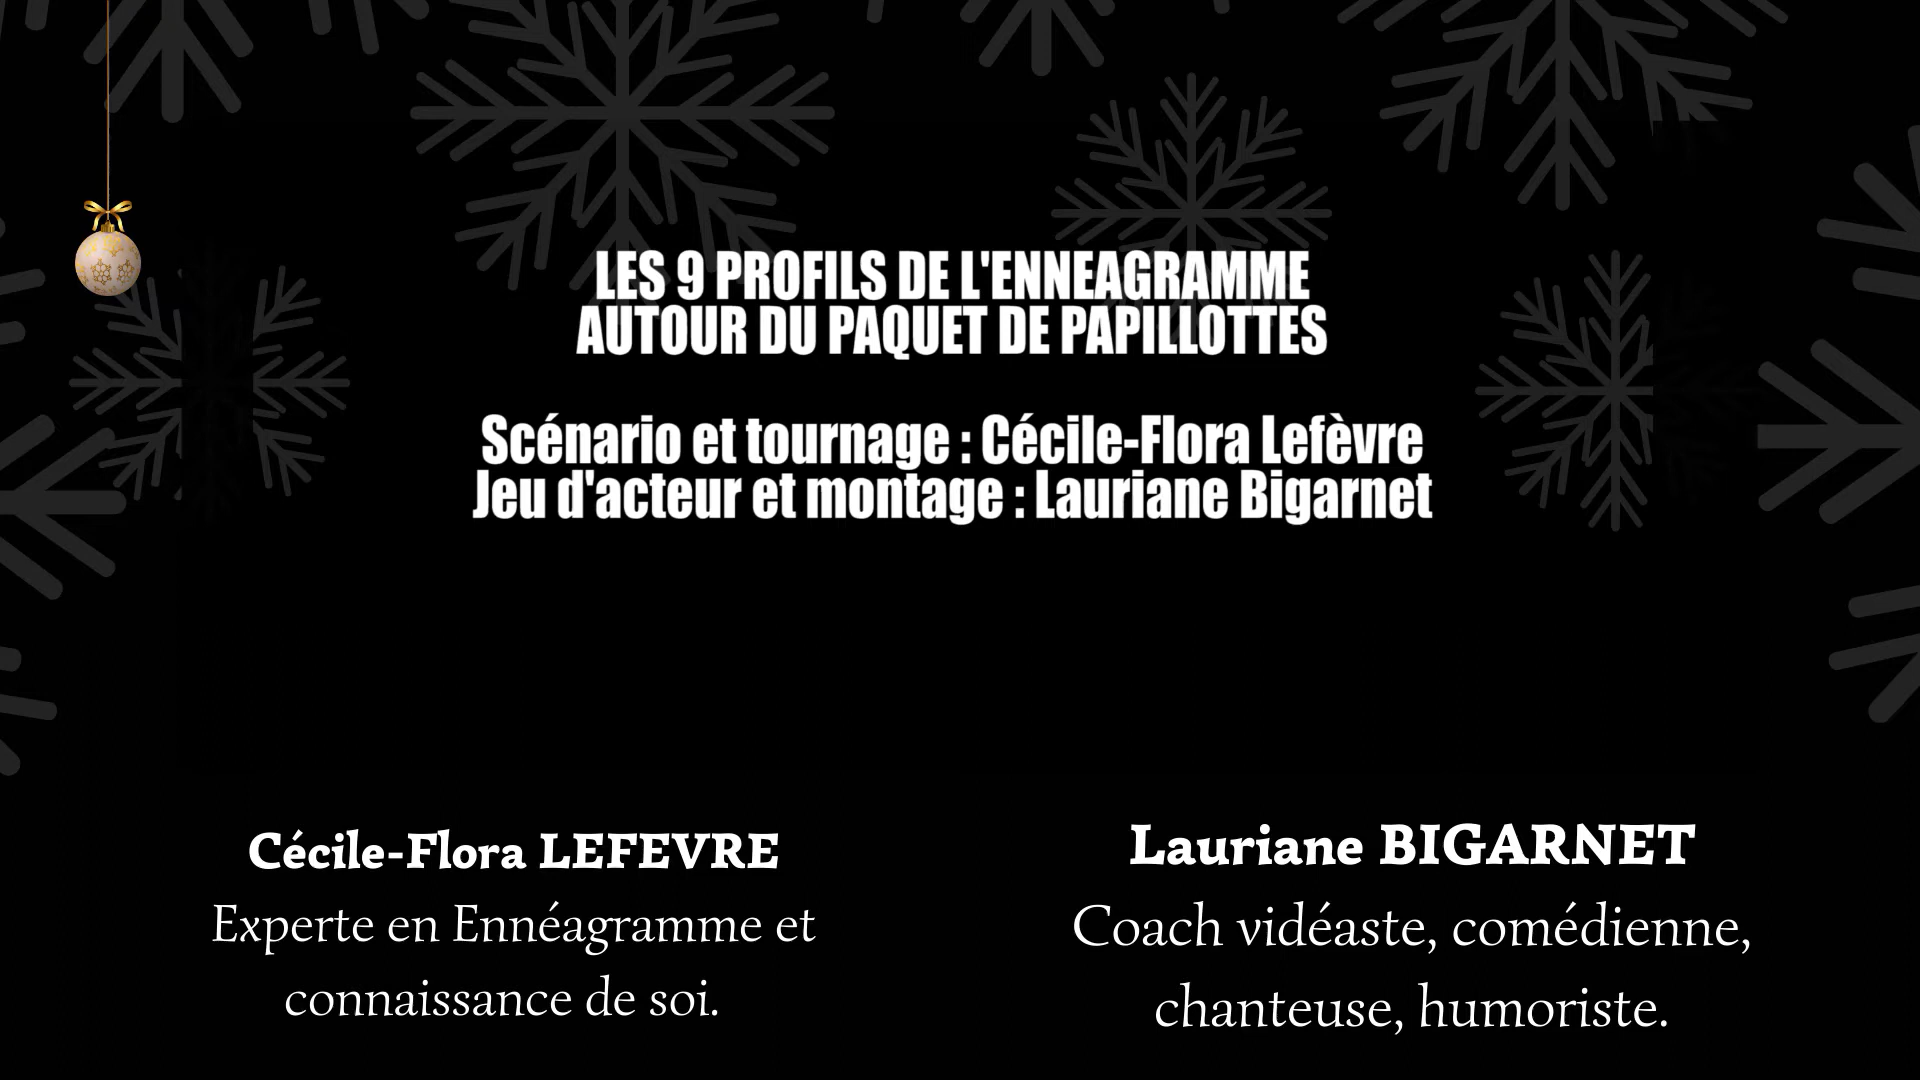 LES 9 PROFILS DE L'ENNEAGRAMME
AUTOUR DU PAQUET DE PAPILLOTTES
Scénario et tournage : Cécile-Flora Lefèvre
Jeu d'acteur et montage : Lauriane Bigarnet
Cécile-Flora LEFEVRE
Experte en Ennéagramme et
connaissance de soi.
Lauriane BIGARNET
Coach vidéaste, comédienne,
chanteuse, humoriste.